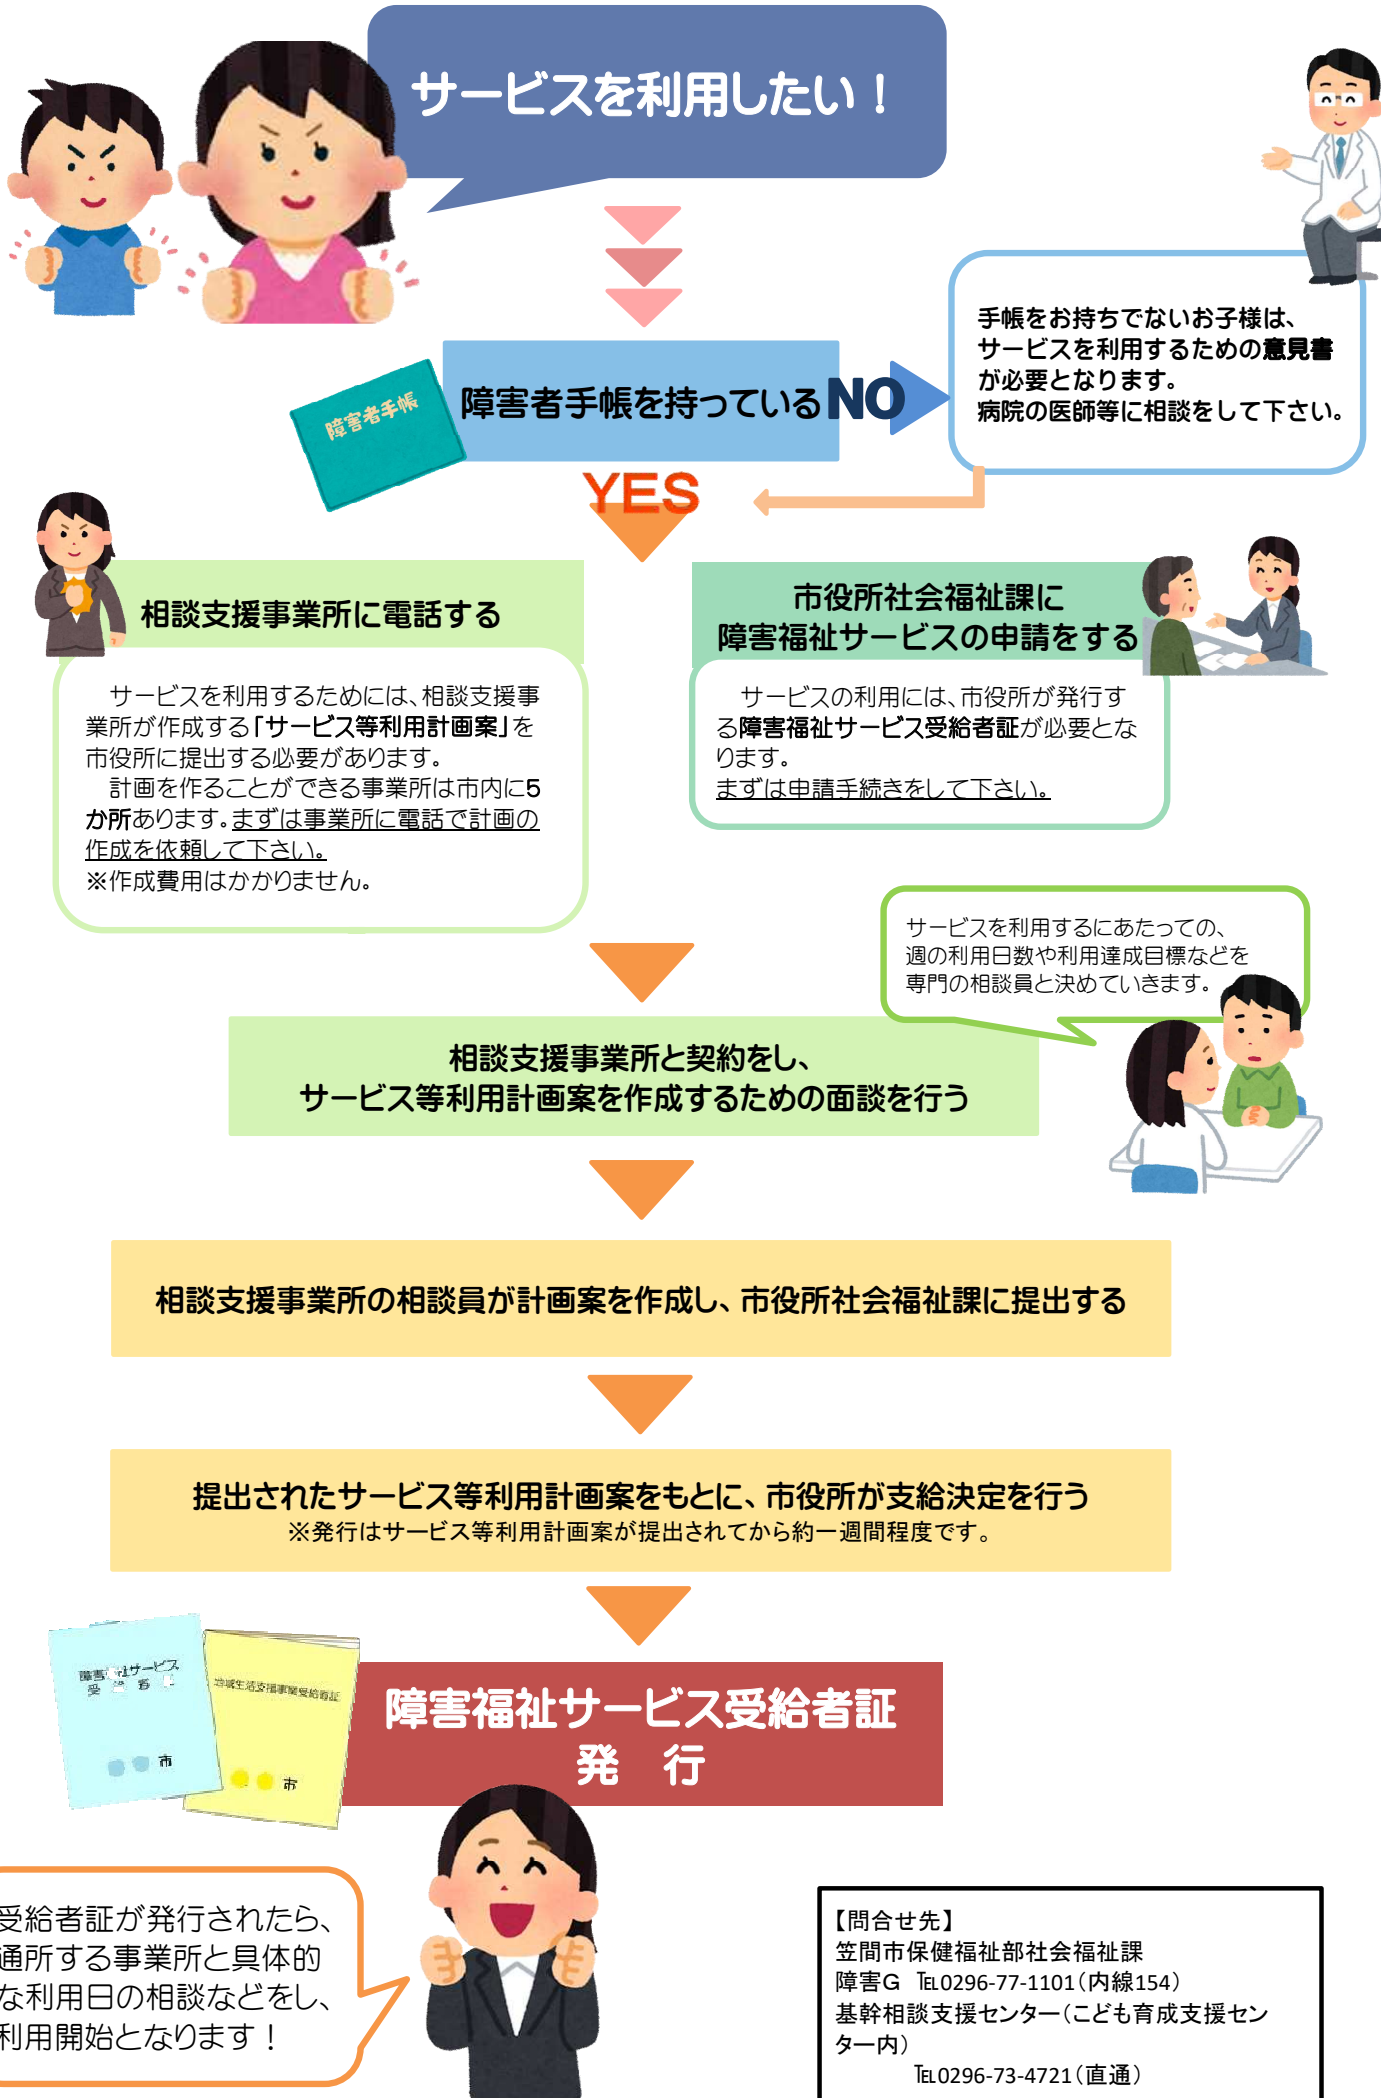 サービスを利用したい！
手帳をお持ちでないお子様は、
サービスを利用するための意見書
が必要となります。
病院の医師等に相談をして下さい。
障害者手帳
障害者手帳を持っている
NO
YES
相談支援事業所に電話する
サービスを利用するためには、相談支援事
業所が作成する「サービス等利用計画案」を
市役所に提出する必要があります。
計画を作ることができる事業所は市内に5
か所あります。まずは事業所に電話で計画の
作成を依頼して下さい。
※作成費用はかかりません。
市役所社会福祉課に
障害福祉サービスの申請をする
サービスの利用には、市役所が発行す
る障害福祉サービス受給者証が必要とな
ります。
まずは申請手続きをして下さい。
サービスを利用するにあたっての、
週の利用日数や利用達成目標などを
専門の相談員と決めていきます。
相談支援事業所と契約をし、
サービス等利用計画案を作成するための面談を行う
相談支援事業所の相談員が計画案を作成し、市役所社会福祉課に提出する
提出されたサービス等利用計画案をもとに、市役所が支給決定を行う
※発行はサービス等利用計画案が提出されてから約一週間程度です。
サービス
市
地域生活支援事業受給者証
市
障害福祉サービス受給者証
発　行
受給者証が発行されたら、
通所する事業所と具体的
な利用日の相談などをし、
利用開始となります！
【問合せ先】
笠間市保健福祉部社会福祉課
障害G　℡0296-77-1101（内線154）
基幹相談支援センター（こども育成支援セン
ター内）
℡0296-73-4721（直通）